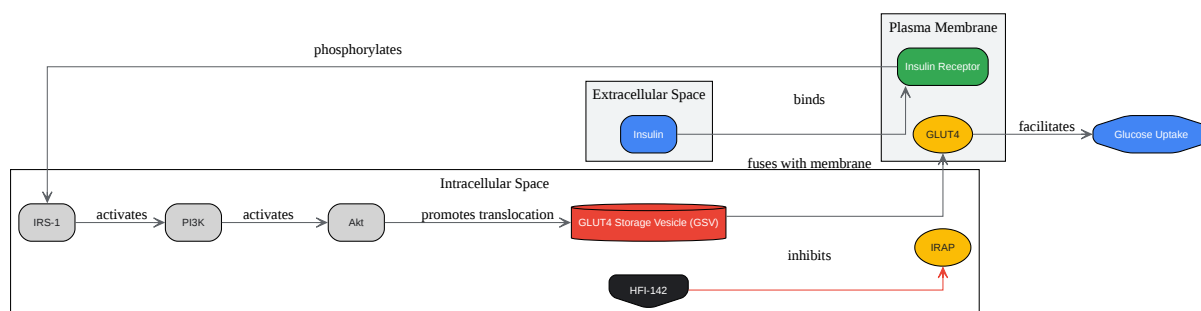 Plasma Membrane
phosphorylates
Insulin Receptor
Extracellular Space
binds
Insulin
GLUT4
facilitates
Glucose Uptake
fuses with membrane
Intracellular Space
IRS-1
activates
PI3K
activates
Akt
promotes translocation
GLUT4 Storage Vesicle (GSV)
IRAP
inhibits
HFI-142